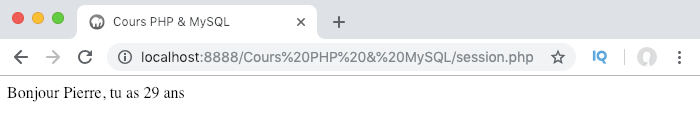 Cours PHP & MySQL
localhost:8888/Cours%20PHP%20&%20MySQL/session.php
IQ
Bonjour Pierre, tu as 29 ans